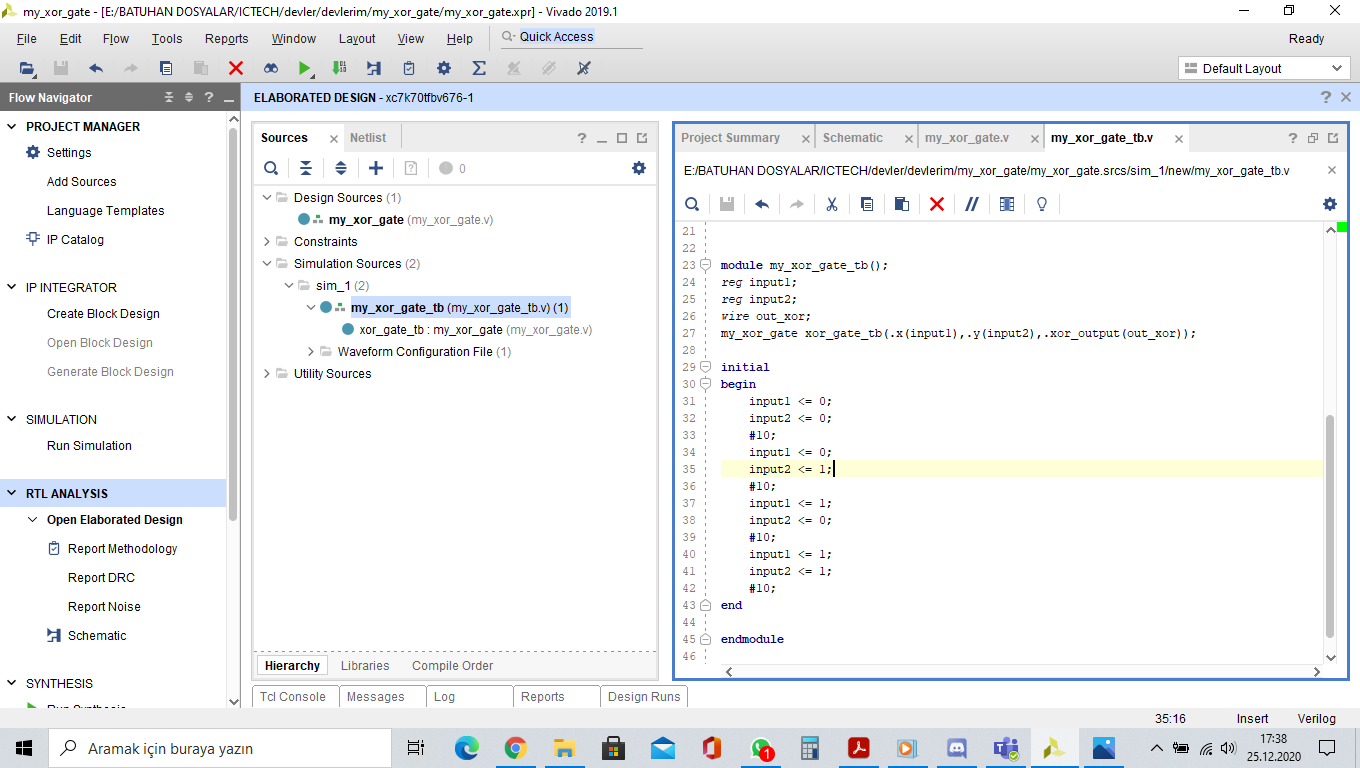 my_xor_gate - [E:/BATUHAN DOSYALAR/ICTECH/devler/devlerim/my_xor_gate/my_xor_gate.xpr] - Vivado 2019.1
File Edit Flow Tools Reports Window Layout View Help Quick Access Ready
Default Layout
Flow Navigator
ELABORATED DESIGN - xc7k70tfbv676-1
PROJECT MANAGER
Settings
Add Sources
Language Templates
IP Catalog
IP INTEGRATOR
Create Block Design
Open Block Design
Generate Block Design
SIMULATION
Run Simulation
RTL ANALYSIS
Open Elaborated Design
Report Methodology
Report DRC
Report Noise
Schematic
SYNTHESIS
Run Synthesis
Sources Netlist
0
Design Sources (1)
my_xor_gate (my_xor_gate.v)
Constraints
Simulation Sources (2)
sim_1 (2)
my_xor_gate_tb (my_xor_gate_tb.v) (1)
xor_gate_tb : my_xor_gate (my_xor_gate.v)
Waveform Configuration File (1)
Utility Sources
Hierarchy Libraries Compile Order
Project Summary Schematic my_xor_gate.v my_xor_gate_tb.v
E:/BATUHAN DOSYALAR/ICTECH/devler/devlerim/my_xor_gate/my_xor_gate.srcs/sim_1/new/my_xor_gate_tb.v
21
22
23 module my_xor_gate_tb();
24 reg input1;
25 reg input2;
26 wire out_xor;
27 my_xor_gate xor_gate_tb(.x(input1),.y(input2),.xor_output(out_xor));
28
29 initial
30 begin
31 input1 <= 0;
32 input2 <= 0;
33 #10;
34 input1 <= 0;
35 input2 <= 1;
36 #10;
37 input1 <= 1;
38 input2 <= 0;
39 #10;
40 input1 <= 1;
41 input2 <= 1;
42 #10;
43 end
44
45 endmodule
46
Tcl Console Messages Log Reports Design Runs
35:16 Insert Verilog
Aramak için buraya yazın
1
17:38
25.12.2020